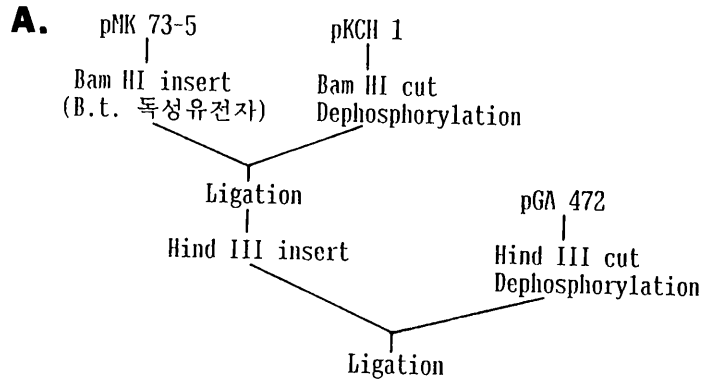 A.
pMK 73-5
pKCH 1
Bam HI insert
(B.t. 독성유전자)
Bam HI cut
Dephosphorylation
Ligation
pGA 472
Hind III insert
Hind III cut
Dephosphorylation
Ligation